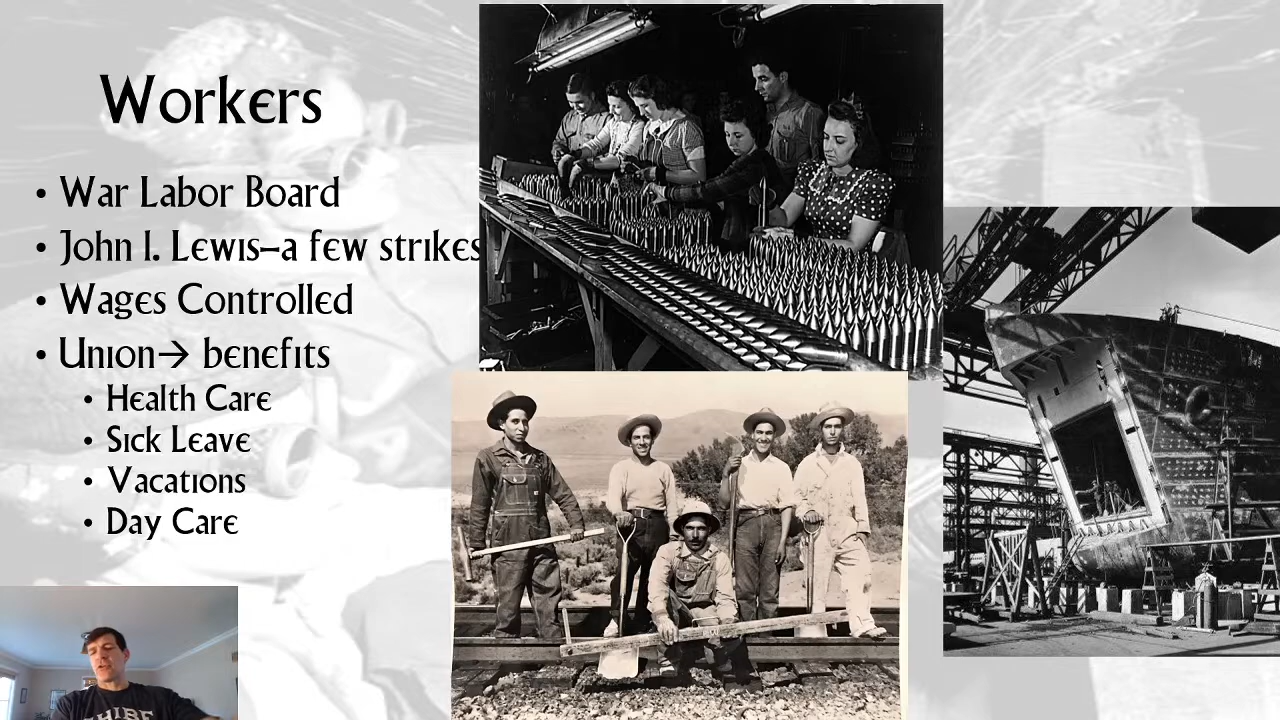 Workers
• War Labor Board
• John L. Lewis–a few strikes
• Wages Controlled
• Union→ benefits
• Health Care
• Sick Leave
• Vacations
• Day Care